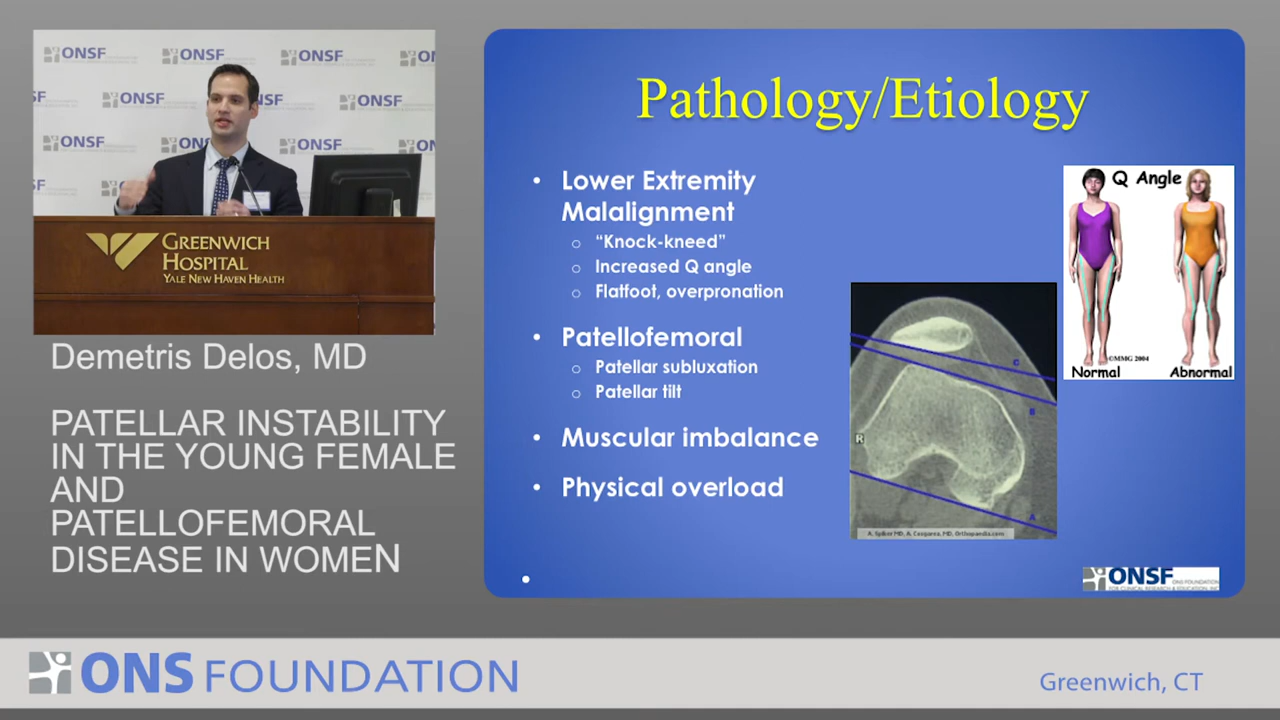 ONSF
ONSF
ONSF
ONSF
ONSF
ONSF
ONSF
ONSF
GREENWICH
HOSPITAL
YALE NEW HAVEN HEALTH
Demetris Delos, MD
PATELLAR INSTABILITY
IN THE YOUNG FEMALE
AND
PATELLOFEMORAL
DISEASE IN WOMEN
Pathology/Etiology
• Lower Extremity
Malalignment
○ “Knock-kneed”
○ Increased Q angle
○ Flatfoot, overpronation
• Patellofemoral
○ Patellar subluxation
○ Patellar tilt
• Muscular imbalance
• Physical overload
•
Q Angle
©MMG 2004
Normal Abnormal
C
B
R
A
ONSF
ONS FOUNDATION
Greenwich, CT